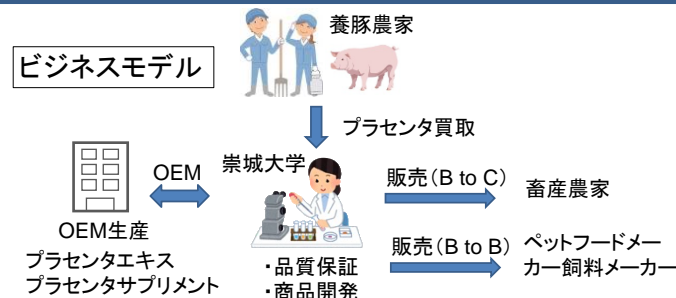 養豚農家
ビジネスモデル
プラセンタ買取
崇城大学
OEM
販売(B to C)
畜産農家
OEM生産
プラセンタエキス
プラセンタサプリメント
・品質保証
・商品開発
販売(B to B)
ペットフードメー
カー飼料メーカー